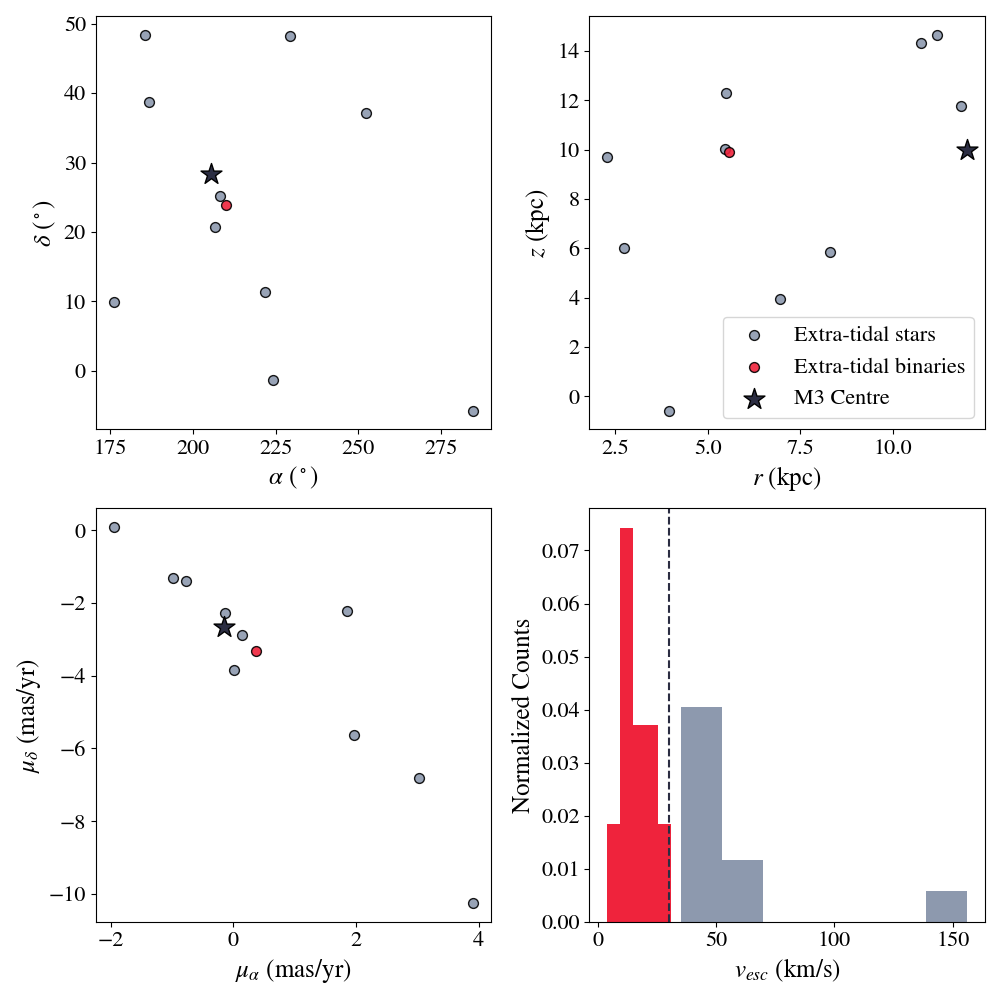 50
40
30
20
10
0
175 200 225 250 275
δ (°)
α (°)
14
12
10
8
6
4
2
0
2.5 5.0 7.5 10.0
z (kpc)
r (kpc)
Extra-tidal stars
Extra-tidal binaries
M3 Centre
0
−2
−4
−6
−8
−10
−2 0 2 4
μδ (mas/yr)
μα (mas/yr)
0.07
0.06
0.05
0.04
0.03
0.02
0.01
0.00
0 50 100 150
Normalized Counts
vesc (km/s)